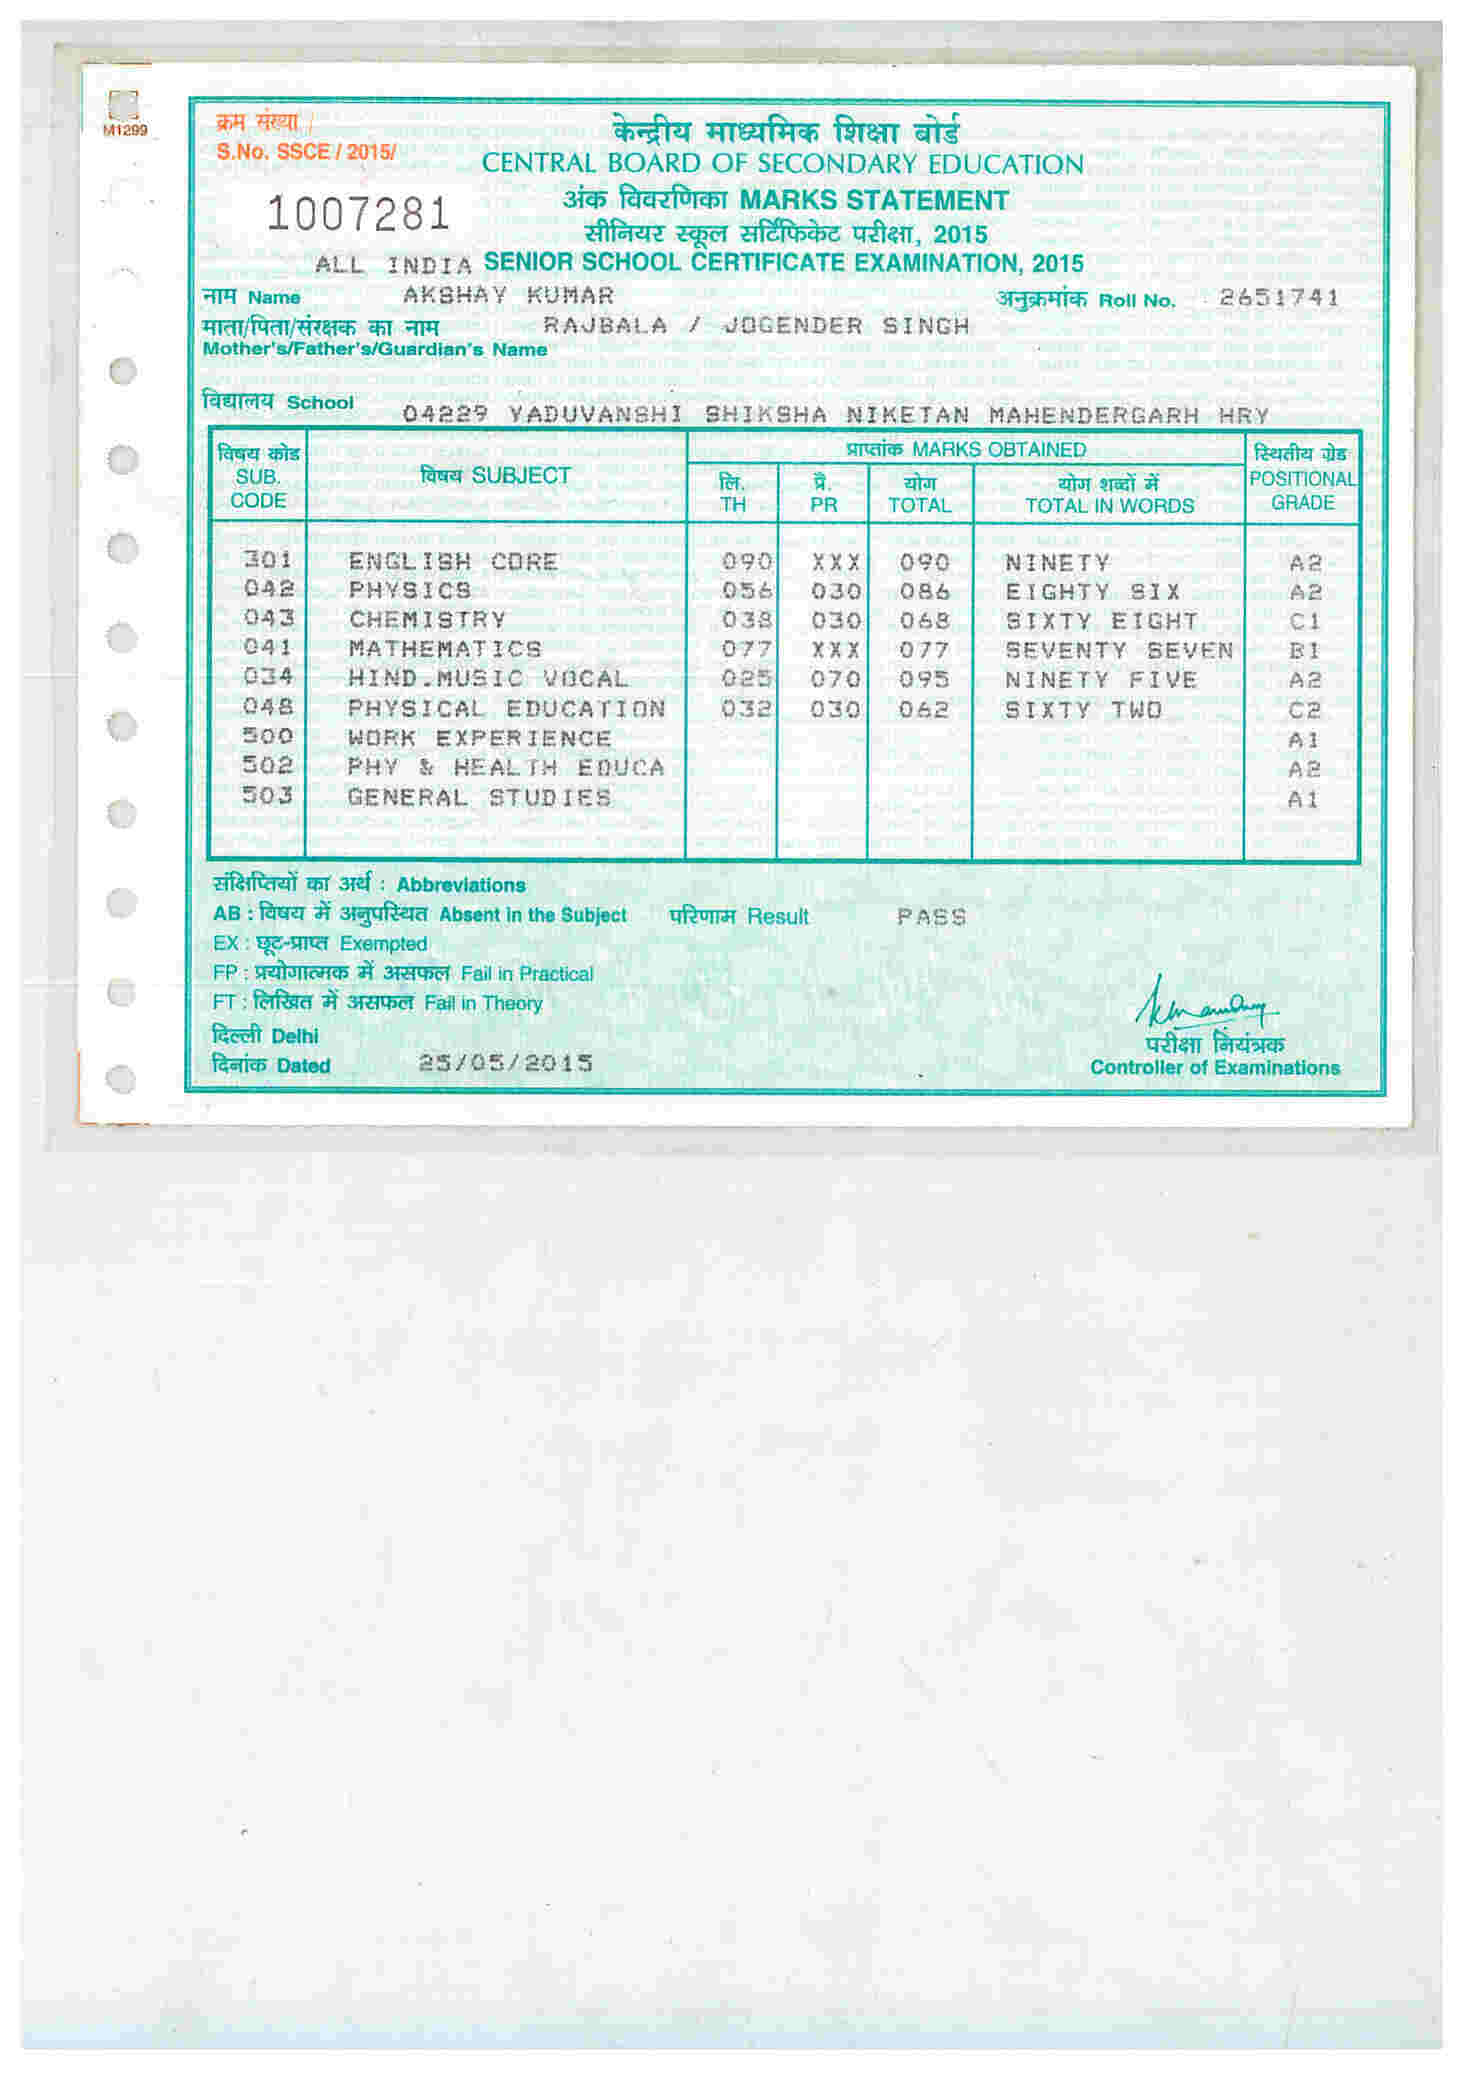 M1299
क्रम संख्या /
S.No. SSCE / 2015/
1007281
केन्द्रीय माध्यमिक शिक्षा बोर्ड
CENTRAL BOARD OF SECONDARY EDUCATION
अंक विवरणिका MARKS STATEMENT
सीनियर स्कूल सर्टिफिकेट परीक्षा, 2015
ALL INDIA SENIOR SCHOOL CERTIFICATE EXAMINATION, 2015
नाम Name AKSHAY KUMAR अनुक्रमांक Roll No. 2651741
माता/पिता/संरक्षक का नाम RAJBALA / JOGENDER SINGH
Mother's/Father's/Guardian's Name
विद्यालय School 04229 YADUVANSHI SHIKSHA NIKETAN MAHENDERGARH HRY
विषय कोड SUB. CODE विषय SUBJECT प्राप्तांक MARKS OBTAINED स्थितीय ग्रेड POSITIONAL GRADE
लि. TH प्रै. PR योग TOTAL योग शब्दों में TOTAL IN WORDS
301 ENGLISH CORE 090 XXX 090 NINETY A2
042 PHYSICS 056 030 086 EIGHTY SIX A2
043 CHEMISTRY 038 030 068 SIXTY EIGHT C1
041 MATHEMATICS 077 XXX 077 SEVENTY SEVEN B1
034 HIND.MUSIC VOCAL 025 070 095 NINETY FIVE A2
048 PHYSICAL EDUCATION 032 030 062 SIXTY TWO C2
500 WORK EXPERIENCE A1
502 PHY & HEALTH EDUCA A2
503 GENERAL STUDIES A1
संक्षिप्तियों का अर्थ : Abbreviations
AB : विषय में अनुपस्थित Absent in the Subject परिणाम Result PASS
EX : छूट-प्राप्त Exempted
FP : प्रयोगात्मक में असफल Fail in Practical
FT : लिखित में असफल Fail in Theory
दिल्ली Delhi
दिनांक Dated 25/05/2015
परीक्षा नियंत्रक
Controller of Examinations